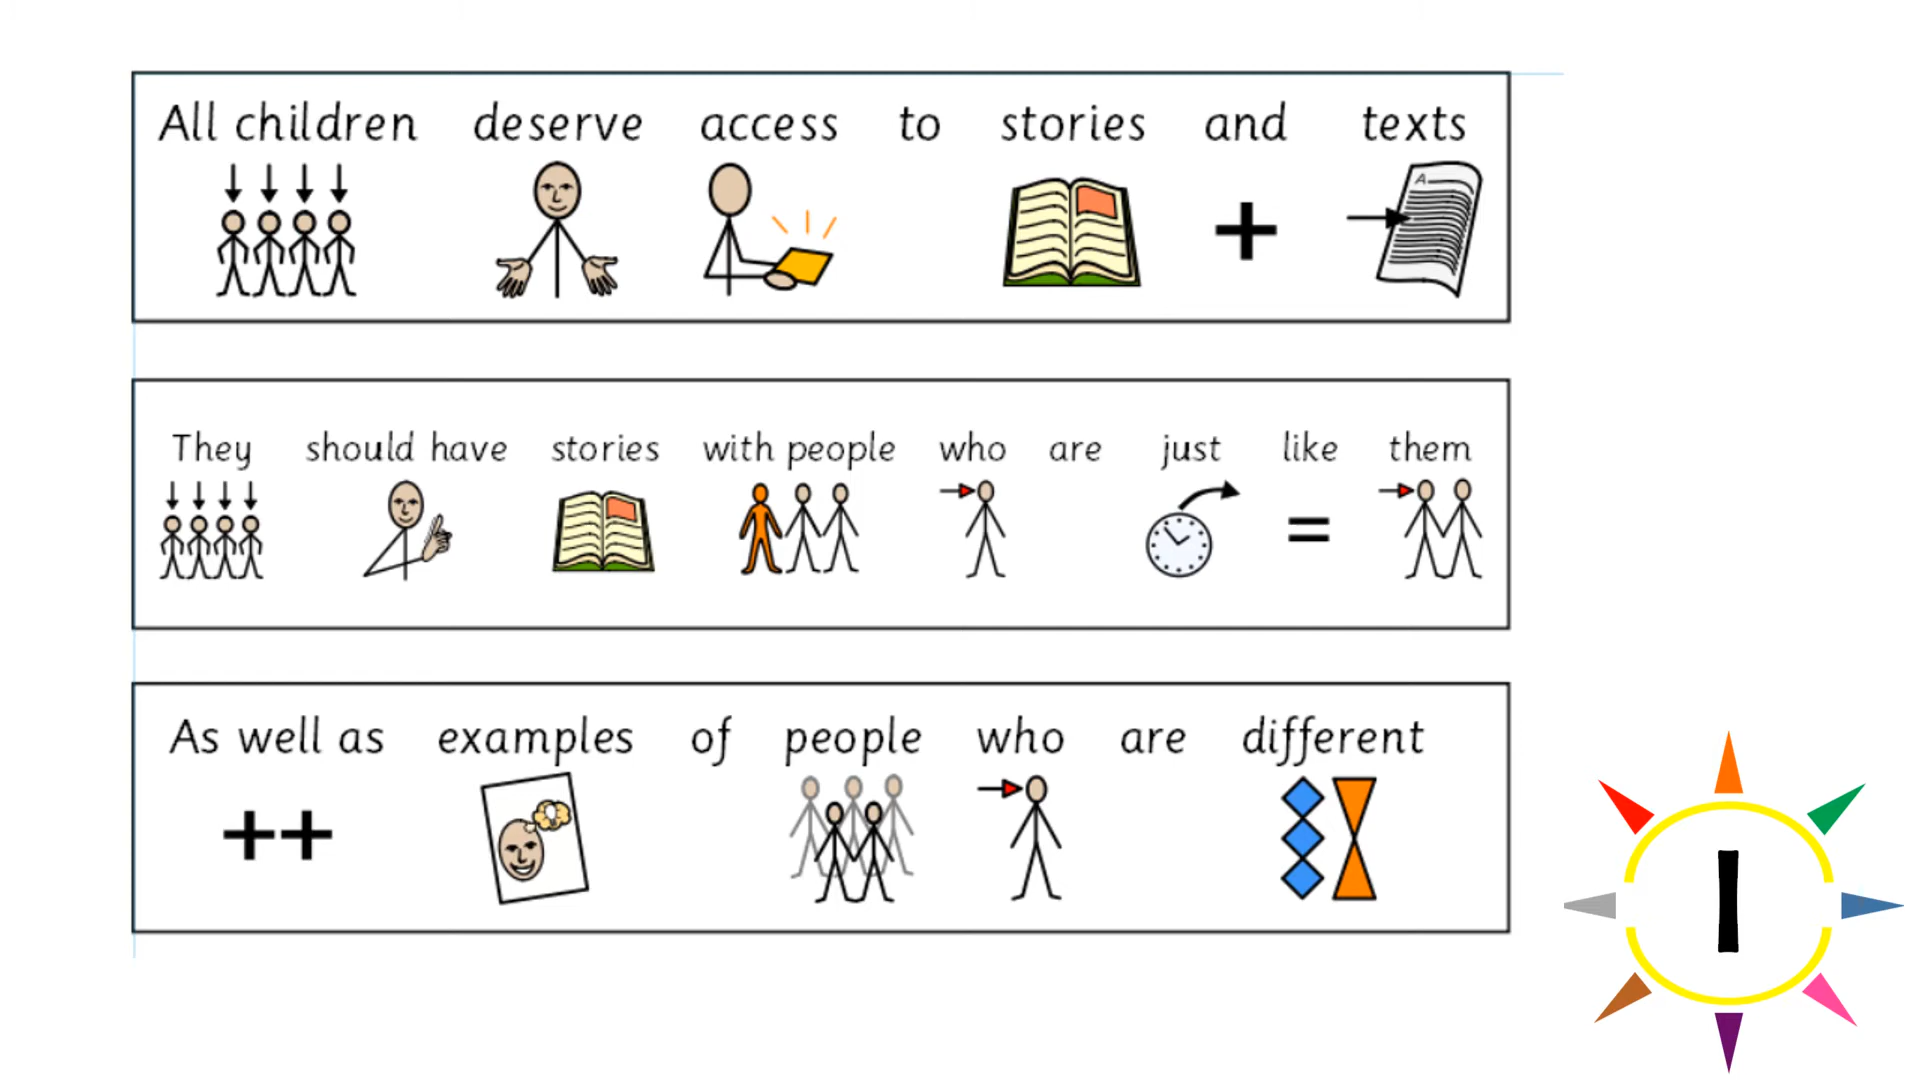 All children deserve access to stories and texts
They should have stories with people who are just like them
As well as examples of people who are different
I